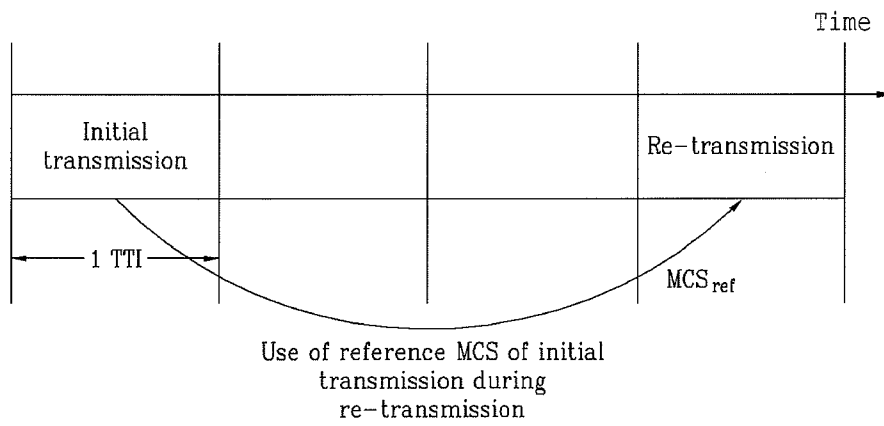 Time
Initial
transmission
Re-transmission
1 TTI
MCSref
Use of reference MCS of initial
transmission during
re-transmission